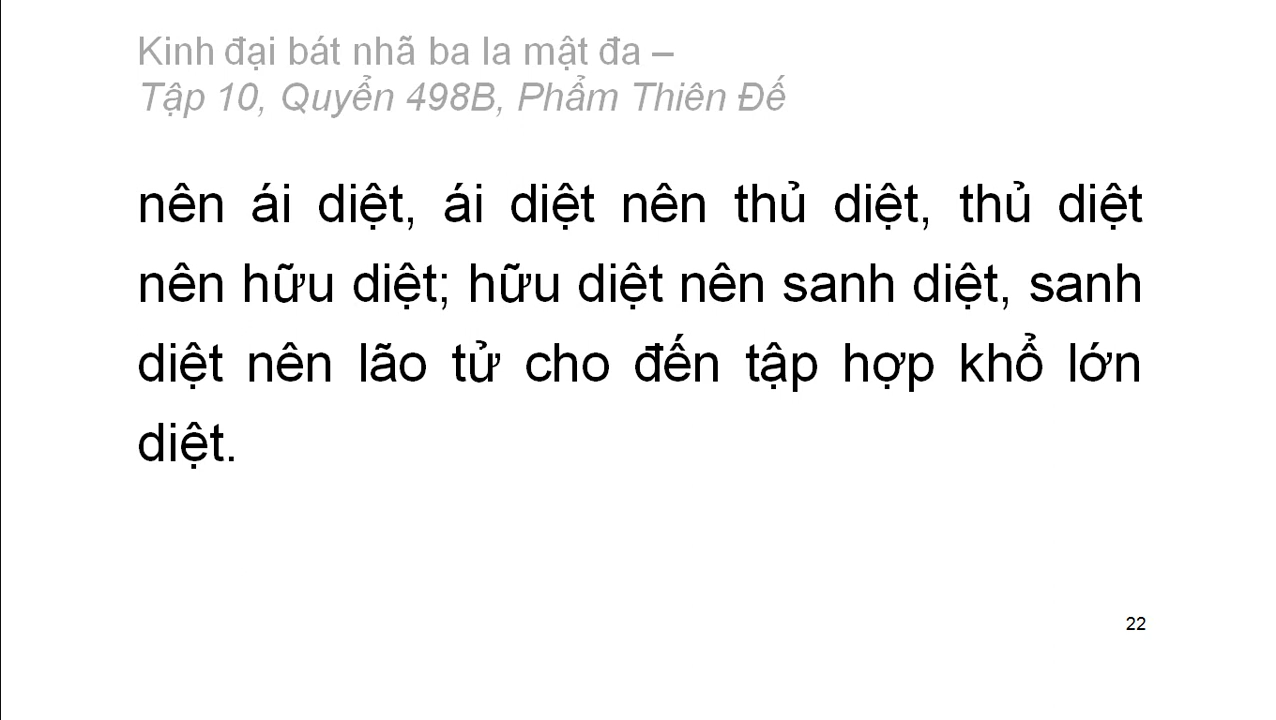 Kinh đại bát nhã ba la mật đa –
Tập 10, Quyển 498B, Phẩm Thiên Đế
nên ái diệt, ái diệt nên thủ diệt, thủ diệt
nên hữu diệt; hữu diệt nên sanh diệt, sanh
diệt nên lão tử cho đến tập hợp khổ lớn
diệt.
22